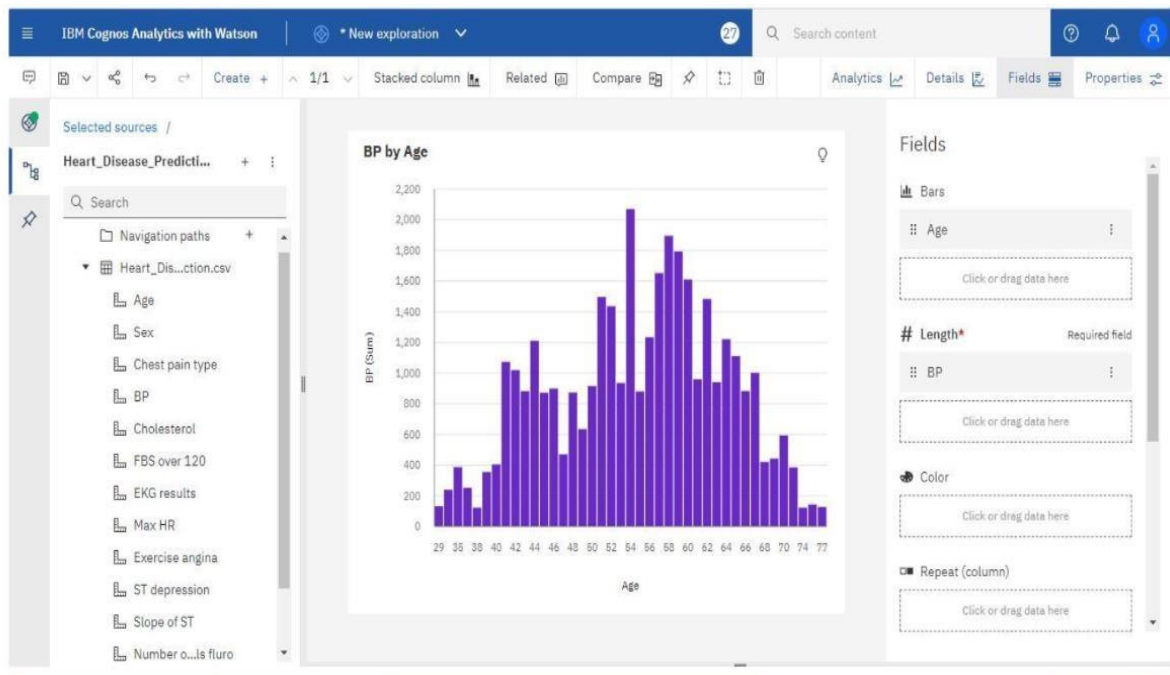 IBM Cognos Analytics with Watson
* New exploration
27
Search content
Create +
1/1
Stacked column
Related
Compare
Analytics
Details
Fields
Properties
Selected sources /
Heart_Disease_Predicti... +
Search
Navigation paths +
Heart_Dis...ction.csv
Age
Sex
Chest pain type
BP
Cholesterol
FBS over 120
EKG results
Max HR
Exercise angina
ST depression
Slope of ST
Number o...ls fluro
BP by Age
BP (Sum)
2,200
2,000
1,800
1,600
1,400
1,200
1,000
800
600
400
200
0
29 35 38 40 42 44 46 48 50 52 54 56 58 60 62 64 66 68 70 74 77
Age
Fields
Bars
Age
Click or drag data here
# Length* Required field
BP
Click or drag data here
Color
Click or drag data here
Repeat (column)
Click or drag data here